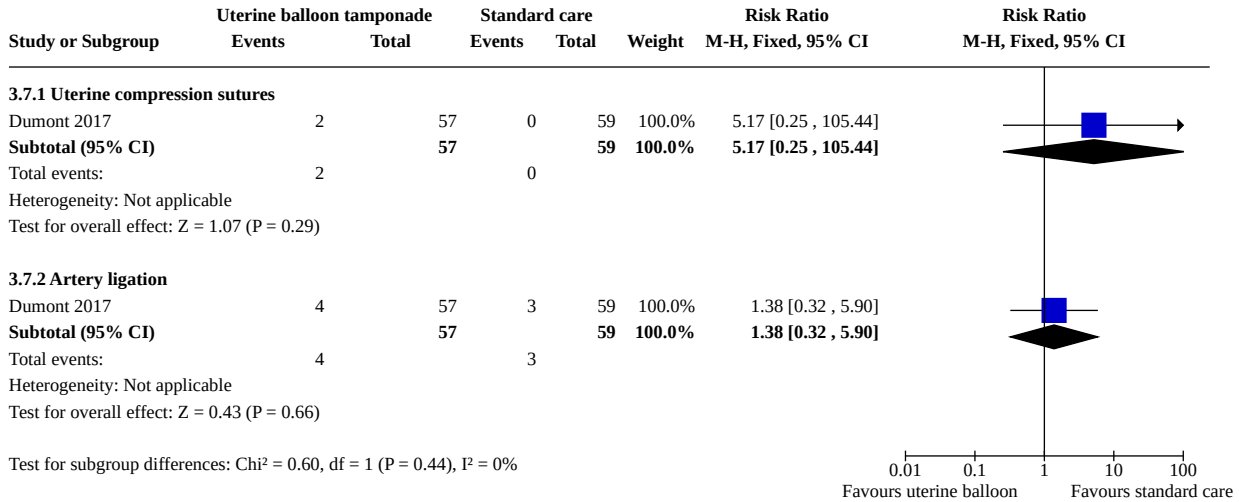 Uterine balloon tamponade Standard care Risk Ratio Risk Ratio
Study or Subgroup Events Total Events Total Weight M-H, Fixed, 95% CI M-H, Fixed, 95% CI
3.7.1 Uterine compression sutures
Dumont 2017 2 57 0 59 100.0% 5.17 [0.25 , 105.44]
Subtotal (95% CI) 57 59 100.0% 5.17 [0.25 , 105.44]
Total events: 2 0
Heterogeneity: Not applicable
Test for overall effect: Z = 1.07 (P = 0.29)
3.7.2 Artery ligation
Dumont 2017 4 57 3 59 100.0% 1.38 [0.32 , 5.90]
Subtotal (95% CI) 57 59 100.0% 1.38 [0.32 , 5.90]
Total events: 4 3
Heterogeneity: Not applicable
Test for overall effect: Z = 0.43 (P = 0.66)
Test for subgroup differences: Chi² = 0.60, df = 1 (P = 0.44), I² = 0%
0.01 0.1 1 10 100
Favours uterine balloon Favours standard care